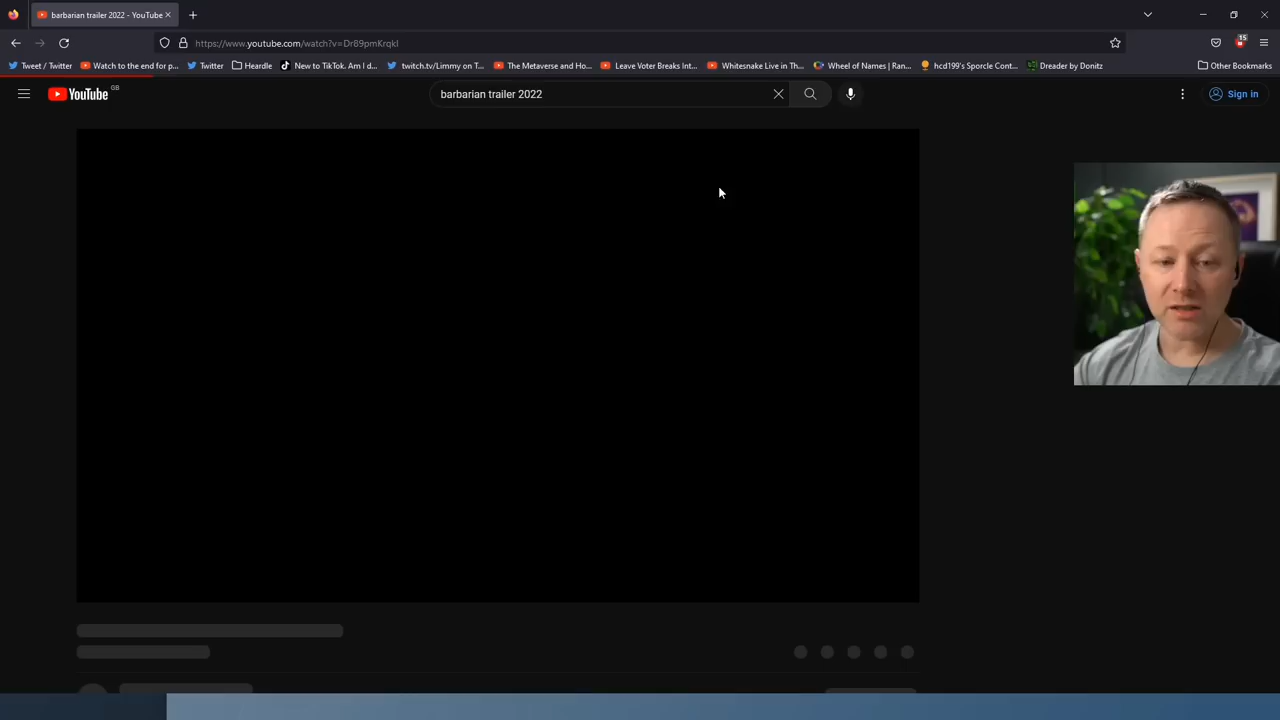 barbarian trailer 2022 - YouTube
https://www.youtube.com/watch?v=Dr89pmKrqkI
15
Tweet / Twitter
Watch to the end for p...
Twitter
Heardle
New to TikTok. Am I d...
twitch.tv/Limmy on T...
The Metaverse and Ho...
Leave Voter Breaks Int...
Whitesnake Live in Th...
Wheel of Names | Ran...
hcd199's Sporcle Cont...
Dreader by Donitz
Other Bookmarks
YouTube GB
barbarian trailer 2022
Sign in